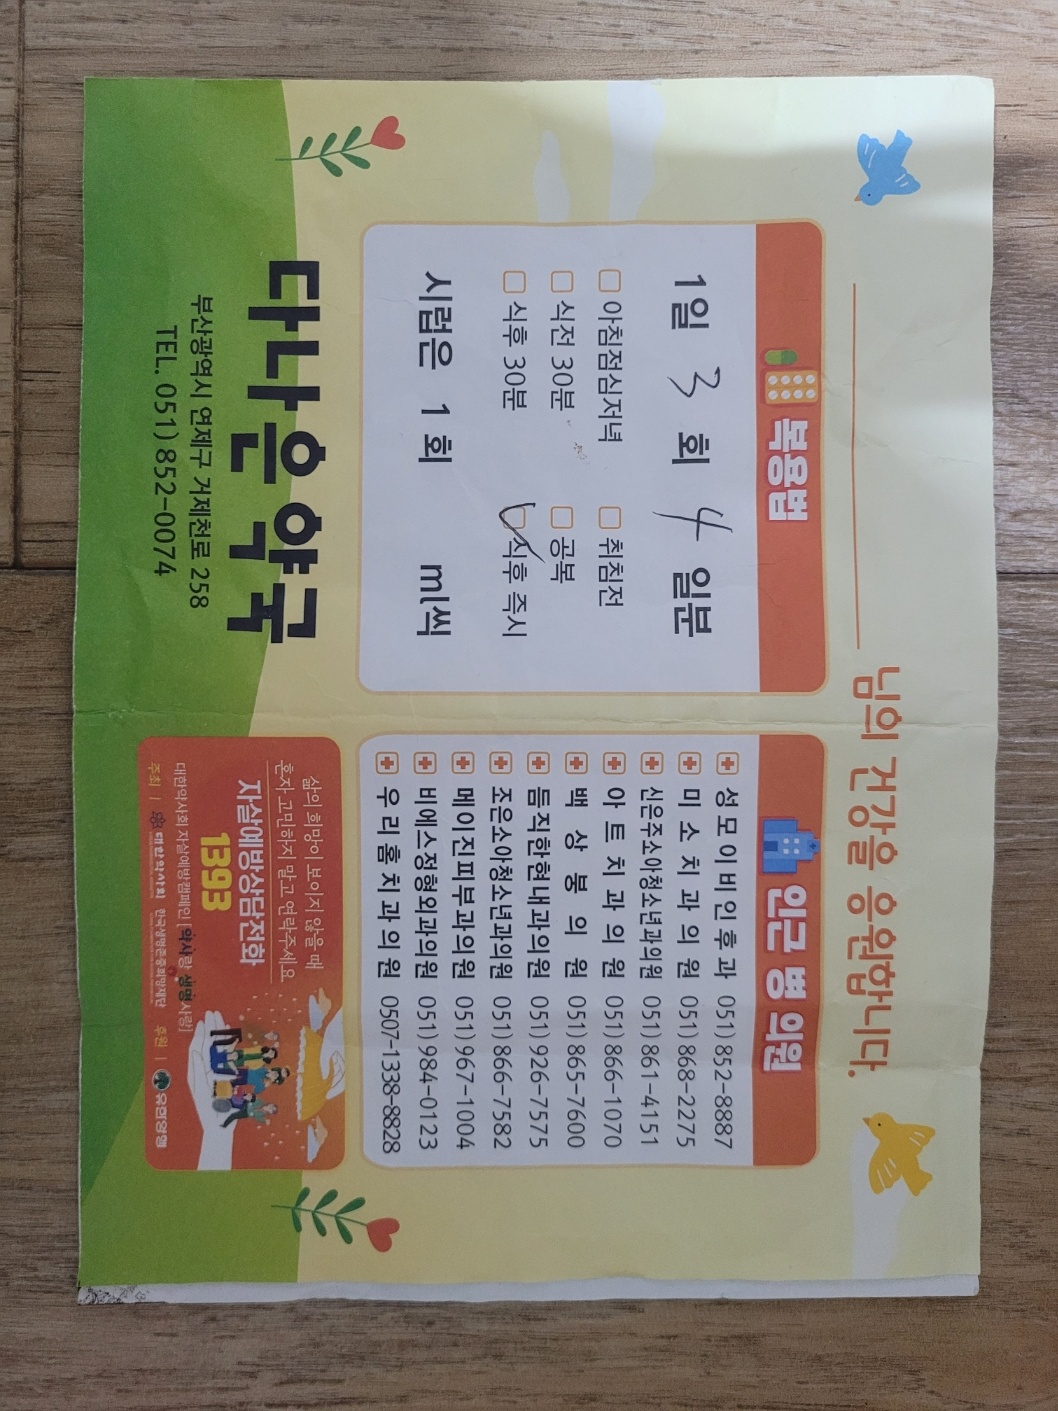 님의 건강을 응원합니다.
복용법
1일 3 회 4 일분
아침점심저녁 취침전
식전 30분 공복
식후 30분 식후 즉시
시럽은 1 회 ml씩
인근 병 의원
성모이비인후과 051) 852-8887
미소치과의원 051) 868-2275
신은주소아청소년과의원 051) 861-4151
아트치과의원 051) 866-1070
백상붕의원 051) 865-7600
듬직한현내과의원 051) 926-7575
조은소아청소년과의원 051) 866-7582
메이진피부과의원 051) 967-1004
비에스정형외과의원 051) 984-0123
우리홈치과의원 0507-1338-8828
다나은약국
부산광역시 연제구 거제천로 258
TEL. 051) 852-0074
삶의 희망이 보이지 않을 때
혼자 고민하지 말고 연락주세요
자살예방상담전화
1393
대한약사회 자살예방캠페인 [약사랑 생명사랑]
주최 | 대한약사회 한국생명존중희망재단 후원 | 유한양행